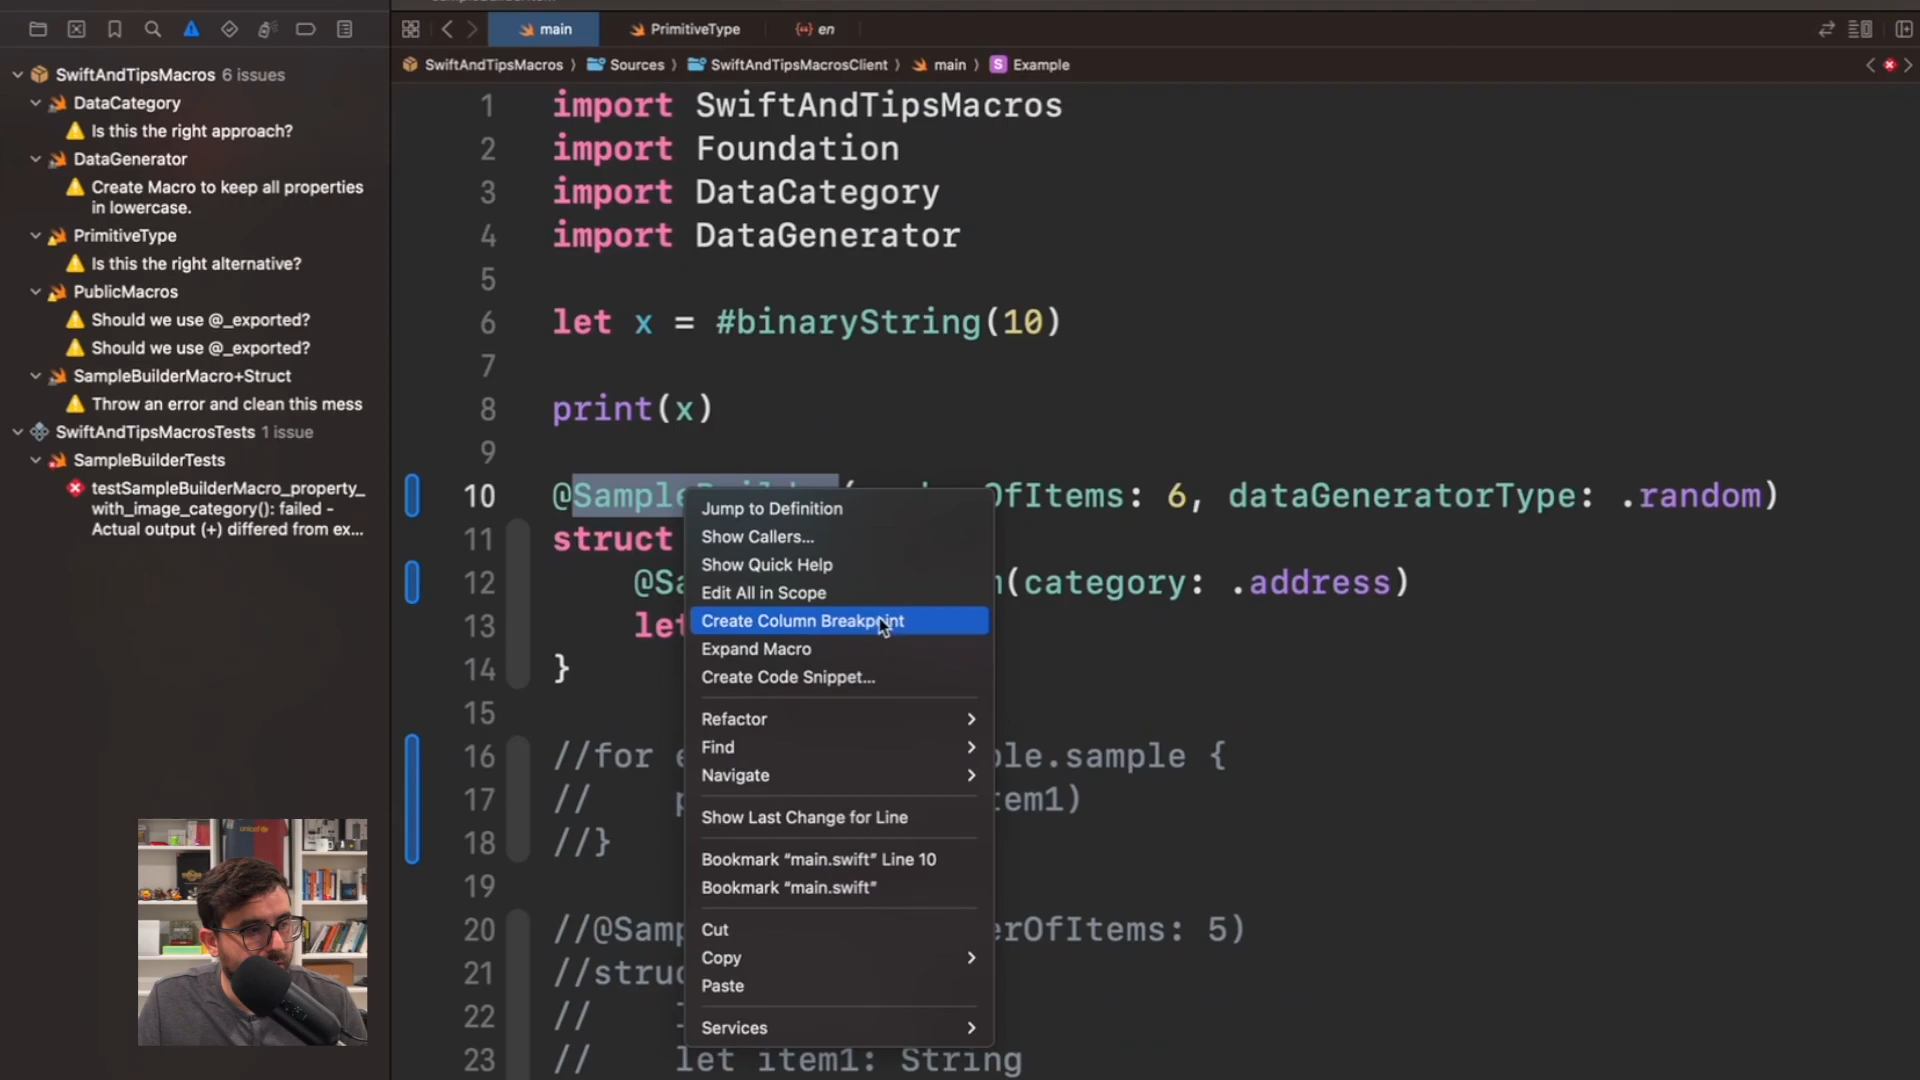 main
PrimitiveType
en
SwiftAndTipsMacros 〉 Sources 〉 SwiftAndTipsMacrosClient 〉 main 〉 S Example
SwiftAndTipsMacros 6 issues
DataCategory
Is this the right approach?
DataGenerator
Create Macro to keep all properties
in lowercase.
PrimitiveType
Is this the right alternative?
PublicMacros
Should we use @_exported?
Should we use @_exported?
SampleBuilderMacro+Struct
Throw an error and clean this mess
SwiftAndTipsMacrosTests 1 issue
SampleBuilderTests
testSampleBuilderMacro_property_
with_image_category(): failed -
Actual output (+) differed from ex...
1 import SwiftAndTipsMacros
2 import Foundation
3 import DataCategory
4 import DataGenerator
5
6 let x = #binaryString(10)
7
8 print(x)
9
10 @Sample OfItems: 6, dataGeneratorType: .random)
11 struct
12 @Sa (category: .address)
13 let
14 }
15
16 //for .sample {
17 // )
18 //}
19
20 //@Samp OfItems: 5)
21 //struc
22 //
23 // let item1: String
Jump to Definition
Show Callers...
Show Quick Help
Edit All in Scope
Create Column Breakpoint
Expand Macro
Create Code Snippet...
Refactor
Find
Navigate
Show Last Change for Line
Bookmark “main.swift” Line 10
Bookmark “main.swift”
Cut
Copy
Paste
Services
unicef